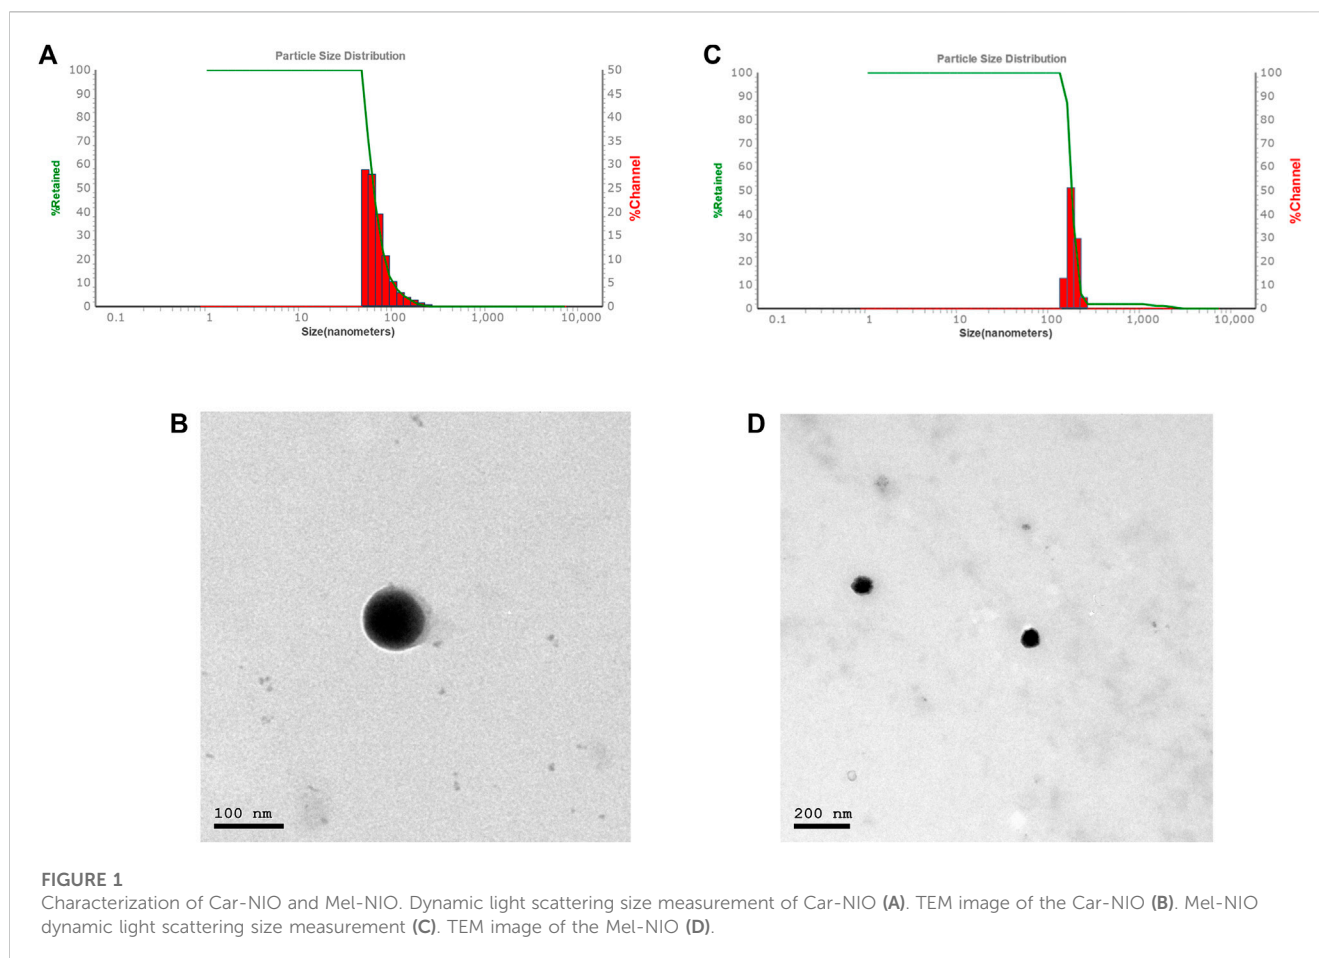 A
Particle Size Distribution
100
90
80
70
60
50
40
30
20
10
0
%Retained
50
45
40
35
30
25
20
15
10
5
0
%Channel
0.1 1 10 100 1,000 10,000
Size(nanometers)
C
Particle Size Distribution
100
90
80
70
60
50
40
30
20
10
0
%Retained
100
90
80
70
60
50
40
30
20
10
0
%Channel
0.1 1 10 100 1,000 10,000
Size(nanometers)
B
100 nm
D
200 nm
FIGURE 1
Characterization of Car-NIO and Mel-NIO. Dynamic light scattering size measurement of Car-NIO (A). TEM image of the Car-NIO (B). Mel-NIO
dynamic light scattering size measurement (C). TEM image of the Mel-NIO (D).